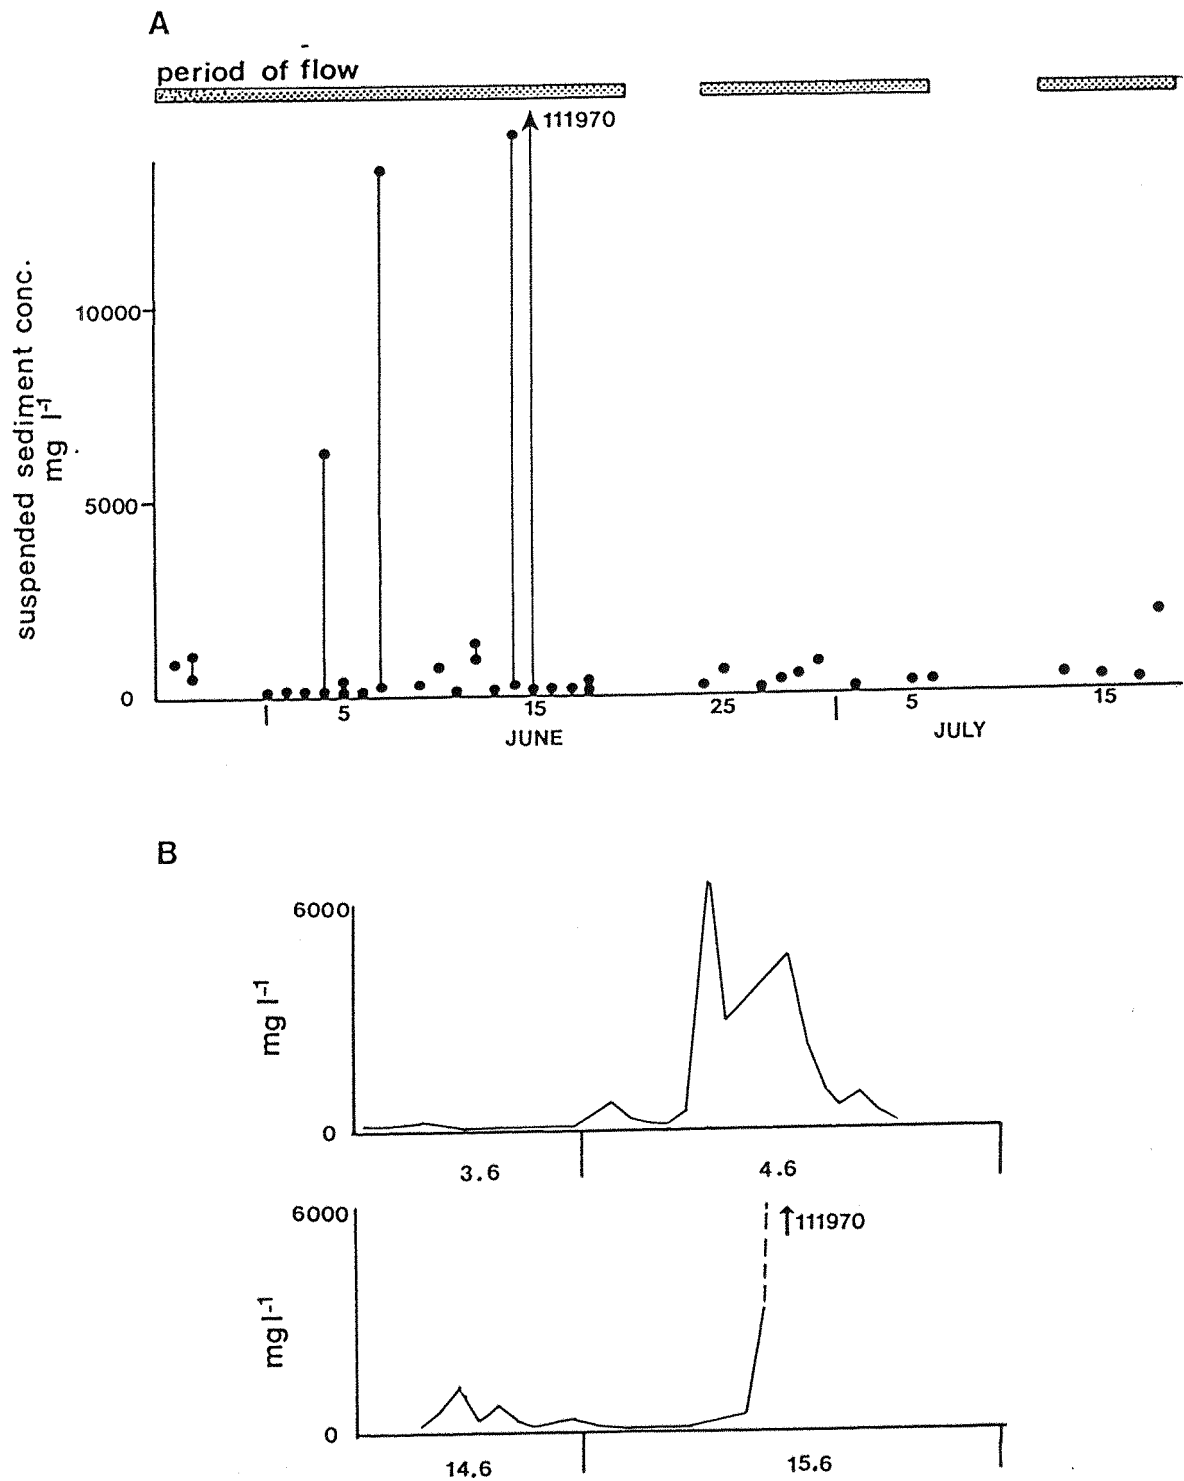 A
period of flow
111970
suspended sediment conc.
mg l-1
10000
5000
0
5
15
25
5
15
JUNE
JULY
B
6000
mg l-1
0
3.6
4.6
6000
111970
mg l-1
0
14.6
15.6